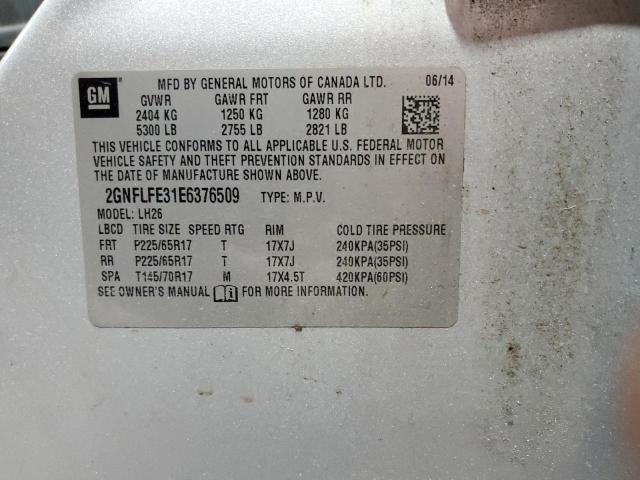 GM
MFD BY GENERAL MOTORS OF CANADA LTD. 06/14
GVWR GAWR FRT GAWR RR
2404 KG 1250 KG 1280 KG
5300 LB 2755 LB 2821 LB
THIS VEHICLE CONFORMS TO ALL APPLICABLE U.S. FEDERAL MOTOR
VEHICLE SAFETY AND THEFT PREVENTION STANDARDS IN EFFECT ON
THE DATE OF MANUFACTURE SHOWN ABOVE.
2GNFLFE31E6376509 TYPE: M.P.V.
MODEL: LH26
LBCD TIRE SIZE SPEED RTG RIM COLD TIRE PRESSURE
FRT P225/65R17 T 17X7J 240KPA(35PSI)
RR P225/65R17 T 17X7J 240KPA(35PSI)
SPA T145/70R17 M 17X4.5T 420KPA(60PSI)
SEE OWNER'S MANUAL FOR MORE INFORMATION.